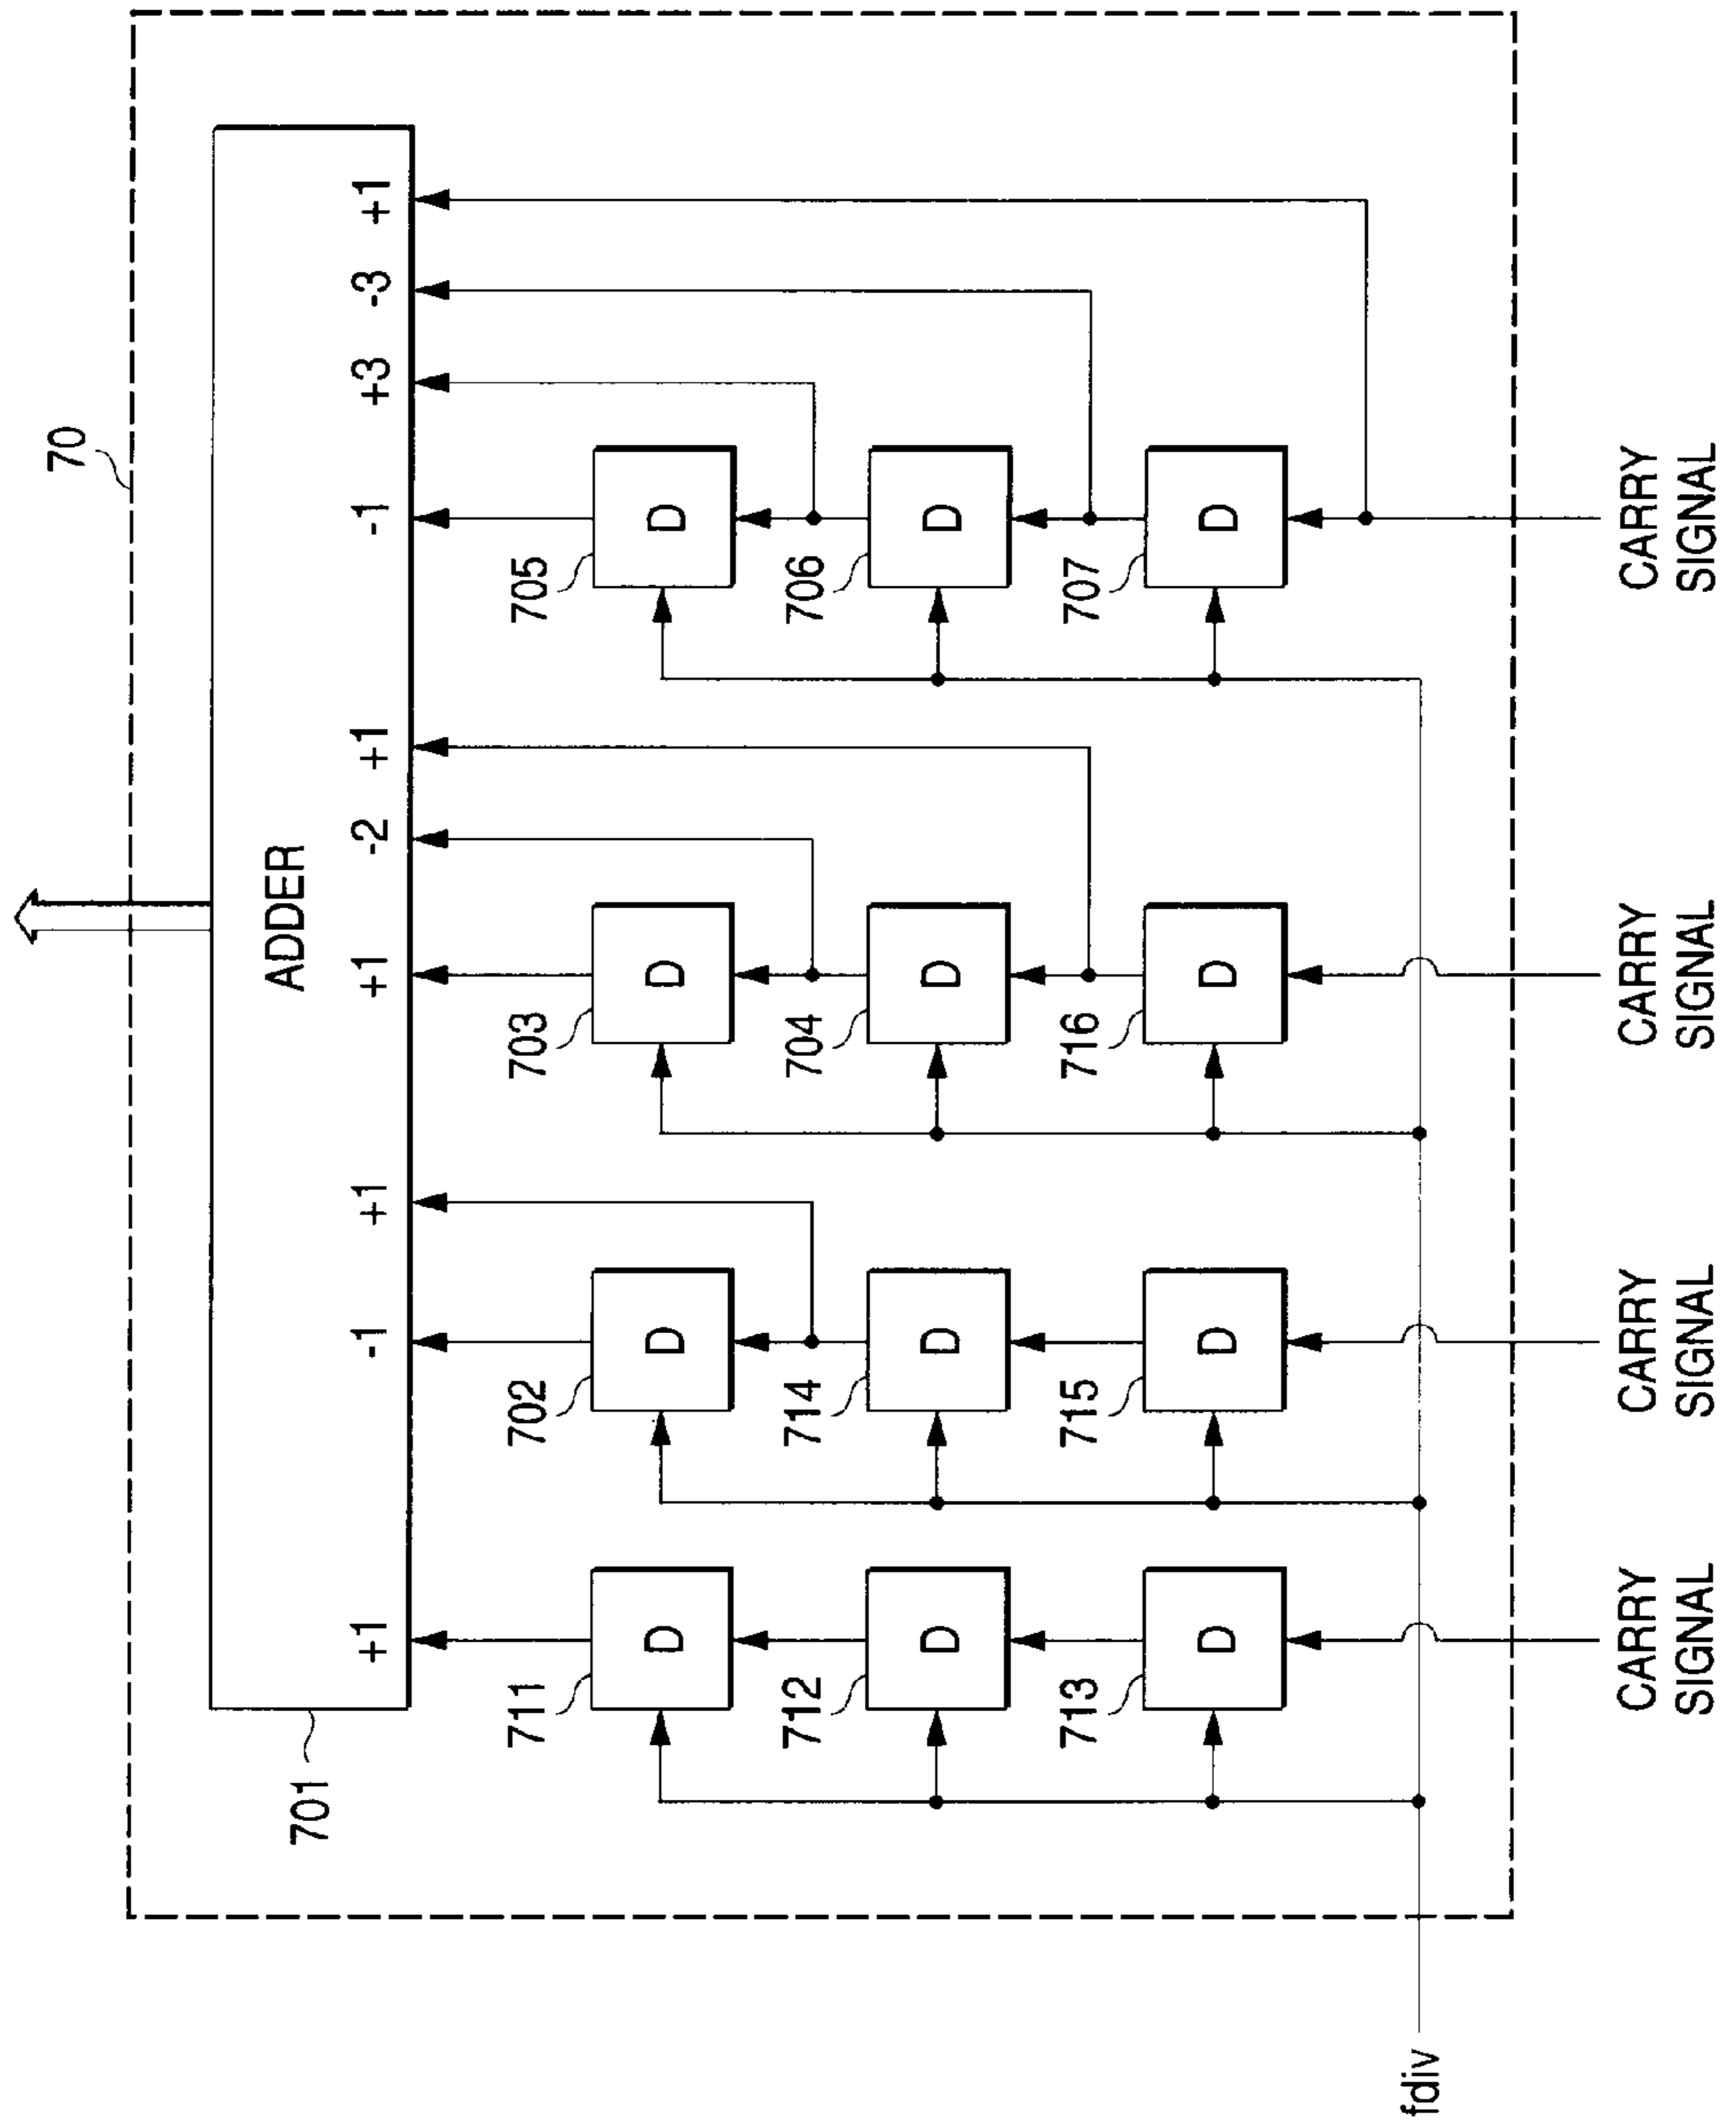 70
ADDER
701
+1 -1 +1 +1 -2 +1 -1 +3 -3 +1
711 702 703 705
D D D D
712 714 704 706
D D D D
713 715 716 707
D D D D
fdiv
CARRY SIGNAL
CARRY SIGNAL
CARRY SIGNAL
CARRY SIGNAL